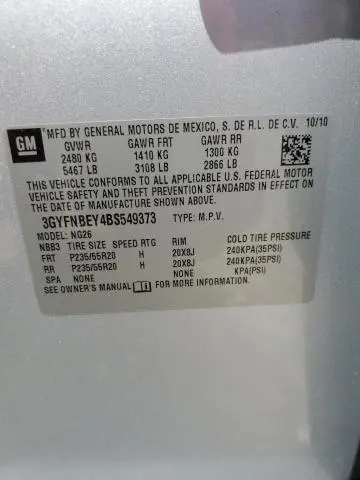 GM
MFD BY GENERAL MOTORS DE MEXICO, S. DE R.L. DE C.V. 10/10
GVWR GAWR FRT GAWR RR
2480 KG 1410 KG 1300 KG
5467 LB 3108 LB 2866 LB
THIS VEHICLE CONFORMS TO ALL APPLICABLE U.S. FEDERAL MOTOR
VEHICLE SAFETY AND THEFT PREVENTION STANDARDS IN EFFECT ON
THE DATE OF MANUFACTURE SHOWN ABOVE.
3GYFNBEY4BS549373 TYPE: M.P.V.
MODEL: NG26
NBB3 TIRE SIZE SPEED RTG RIM COLD TIRE PRESSURE
FRT P235/55R20 H 20X8J 240KPA(35PSI)
RR P235/55R20 H 20X8J 240KPA(35PSI)
SPA NONE NONE KPA(PSI)
SEE OWNER'S MANUAL FOR MORE INFORMATION.